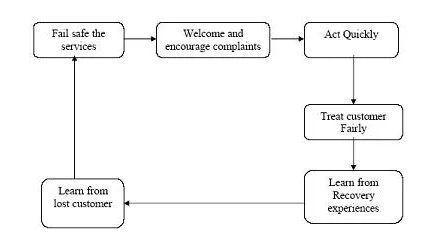 Fail safe the
services
Welcome and
encourage complaints
Act Quickly
Treat customer
Fairly
Learn from
Recovery
experiences
Learn from
lost customer